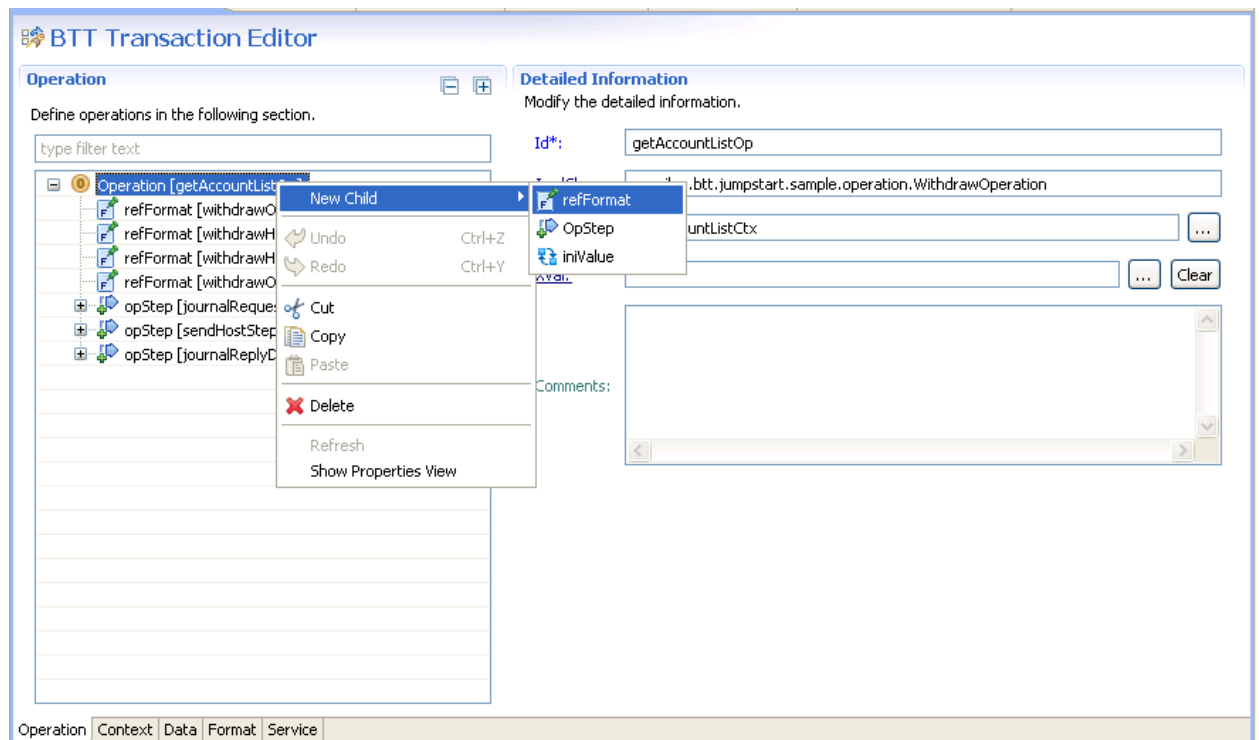 BTT Transaction Editor
Operation
Define operations in the following section.
type filter text
Operation [getAccountList
refFormat [withdrawO
refFormat [withdrawH
refFormat [withdrawH
refFormat [withdrawO
opStep [journalReques
opStep [sendHostStep
opStep [journalReplyD
New Child
Undo Ctrl+Z
Redo Ctrl+Y
Cut
Copy
Paste
Delete
Refresh
Show Properties View
refFormat
OpStep
iniValue
Detailed Information
Modify the detailed information.
Id*: getAccountListOp
.btt.jumpstart.sample.operation.WithdrawOperation
untListCtx
...
... Clear
Comments:
Operation Context Data Format Service